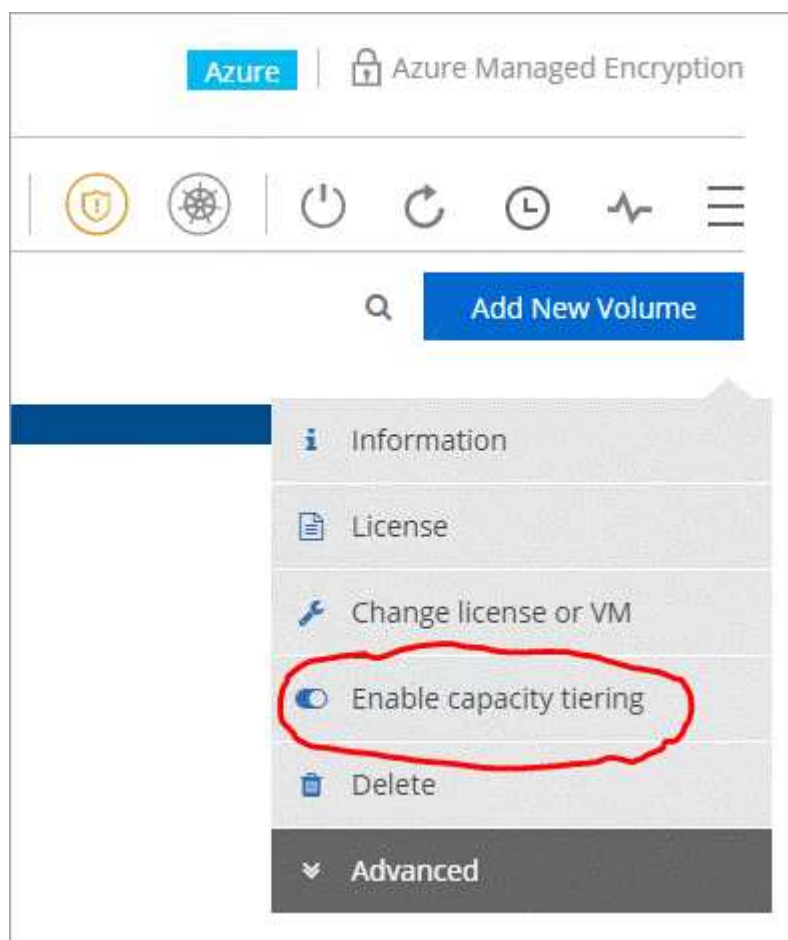 Azure
Azure Managed Encryption
Add New Volume
Information
License
Change license or VM
Enable capacity tiering
Delete
Advanced